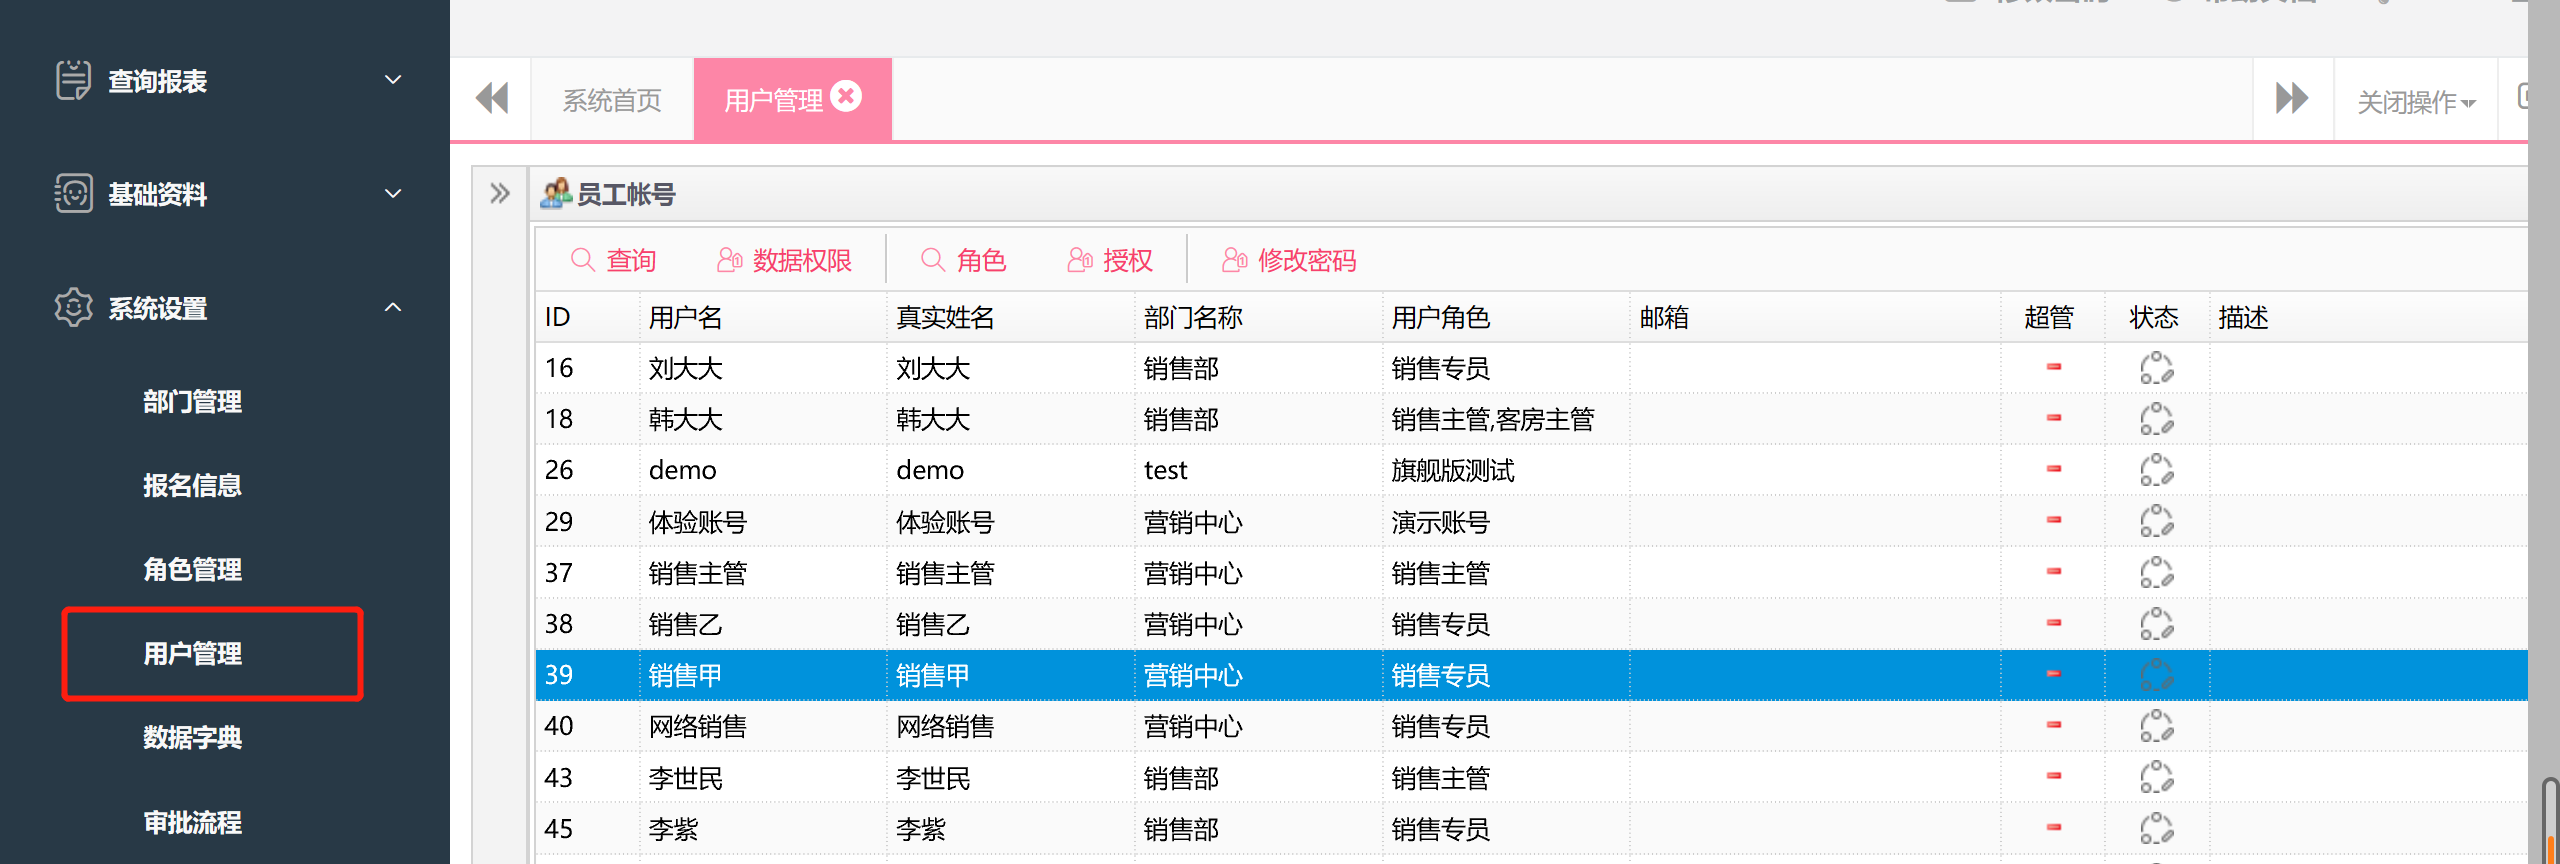 查询报表
基础资料
系统设置
部门管理
报名信息
角色管理
用户管理
数据字典
审批流程
系统首页 用户管理 关闭操作
员工帐号
查询 数据权限 角色 授权 修改密码
ID 用户名 真实姓名 部门名称 用户角色 邮箱 超管 状态 描述
16 刘大大 刘大大 销售部 销售专员
18 韩大大 韩大大 销售部 销售主管,客房主管
26 demo demo test 旗舰版测试
29 体验账号 体验账号 营销中心 演示账号
37 销售主管 销售主管 营销中心 销售主管
38 销售乙 销售乙 营销中心 销售专员
39 销售甲 销售甲 营销中心 销售专员
40 网络销售 网络销售 营销中心 销售专员
43 李世民 李世民 销售部 销售主管
45 李紫 李紫 销售部 销售专员